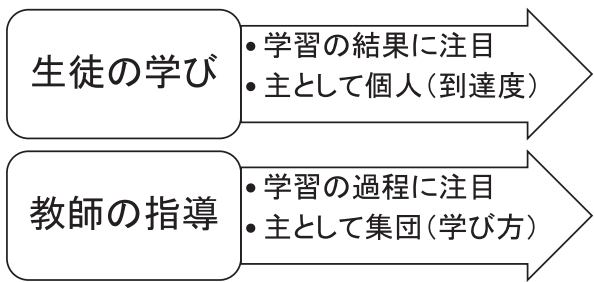 生徒の学び
• 学習の結果に注目
• 主として個人（到達度）
教師の指導
• 学習の過程に注目
• 主として集団（学び方）